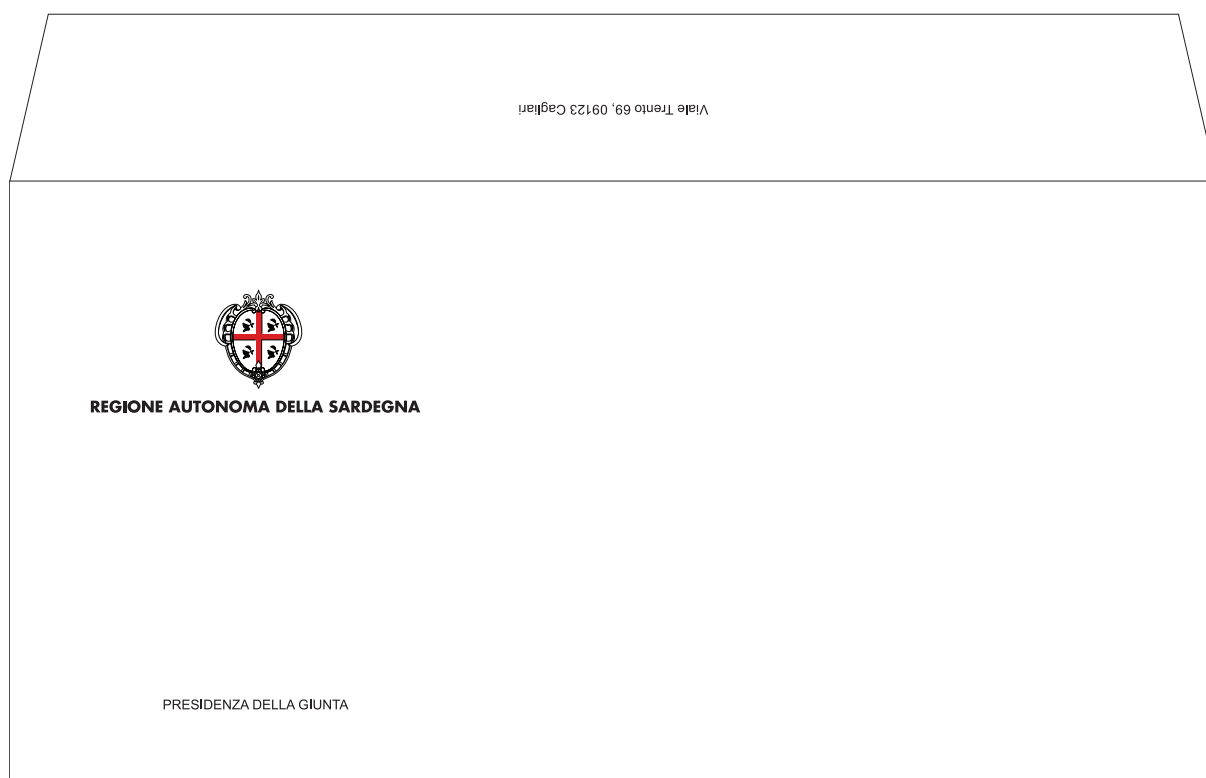 Viale Trento 69, 09123 Cagliari
REGIONE AUTONOMA DELLA SARDEGNA
PRESIDENZA DELLA GIUNTA